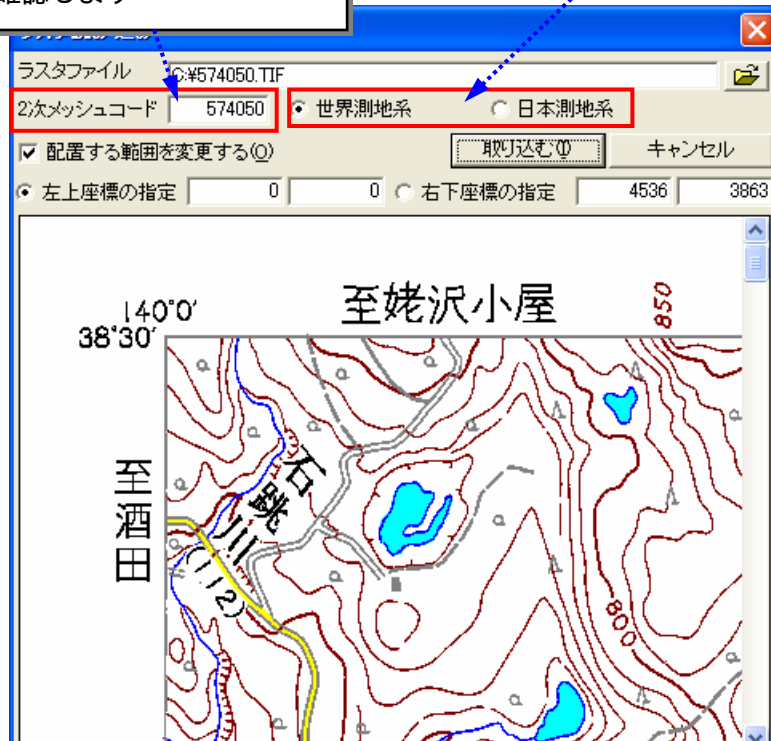 確認します
ラスタファイル C:¥574050.TIF
2次メッシュコード 574050 世界測地系 日本測地系
配置する範囲を変更する(O) 取り込む(I) キャンセル
左上座標の指定 0 0 右下座標の指定 4536 3863
至姥沢小屋
850
140°0′
38°30′
至酒田
石跳川
(112)
800